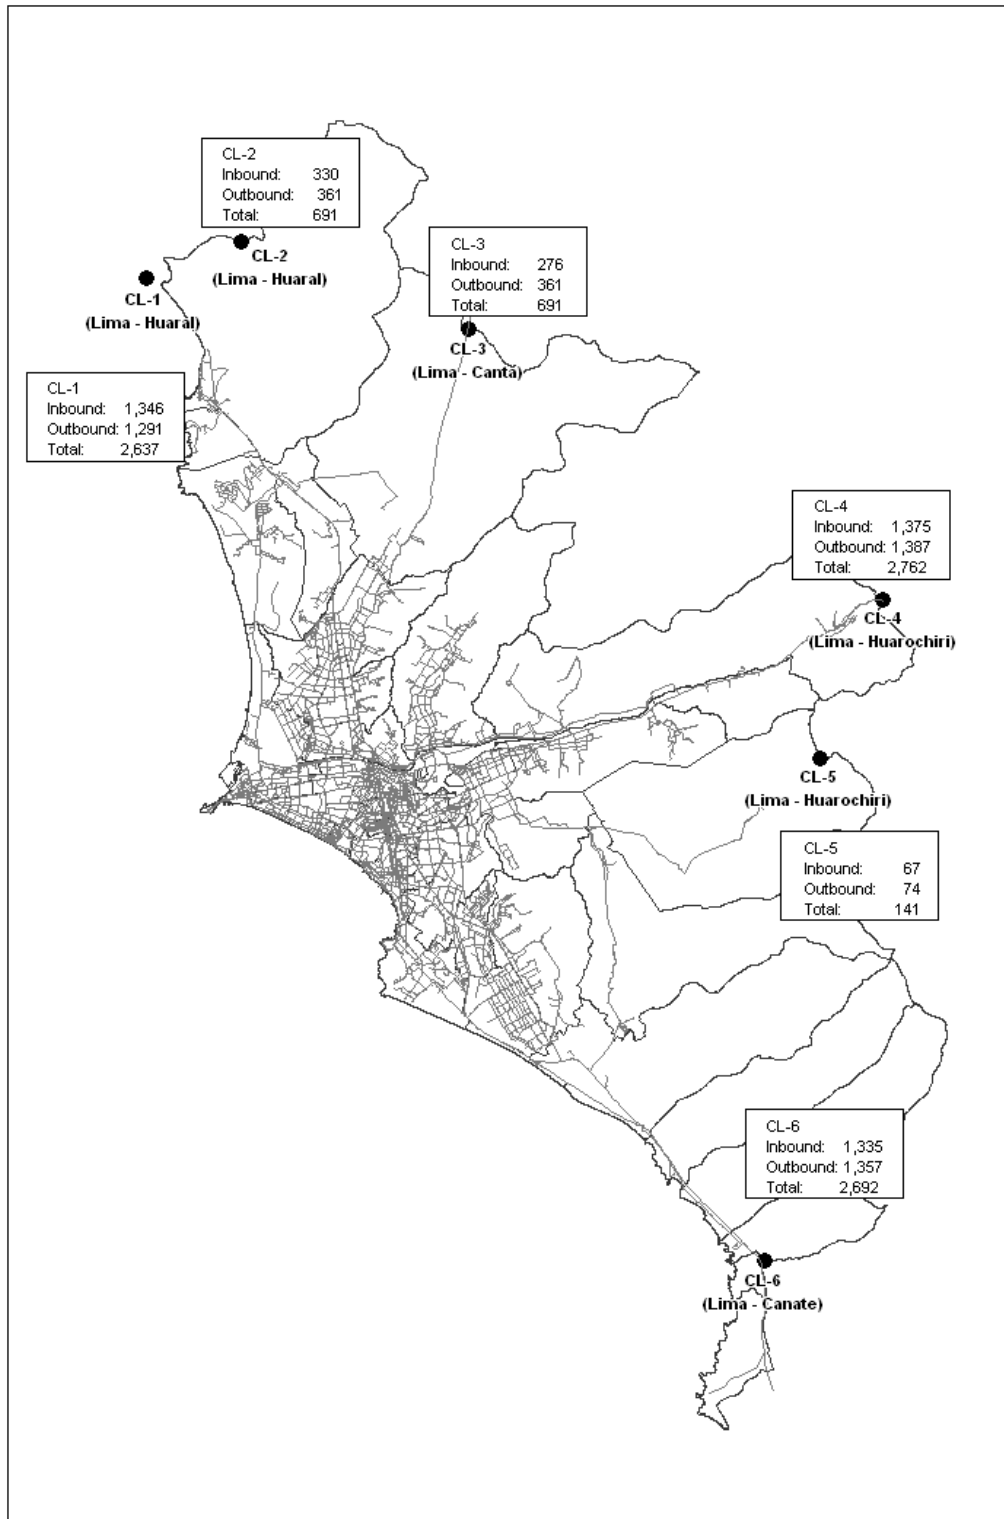 CL-2
Inbound: 330
Outbound: 361
Total: 691
CL-2
(Lima - Huaral)
CL-3
Inbound: 276
Outbound: 361
Total: 691
CL-1
(Lima - Huaral)
CL-3
(Lima - Canta)
CL-1
Inbound: 1,346
Outbound: 1,291
Total: 2,637
CL-4
Inbound: 1,375
Outbound: 1,387
Total: 2,762
CL-4
(Lima - Huarochiri)
CL-5
(Lima - Huarochiri)
CL-5
Inbound: 67
Outbound: 74
Total: 141
CL-6
Inbound: 1,335
Outbound: 1,357
Total: 2,692
CL-6
(Lima - Canate)